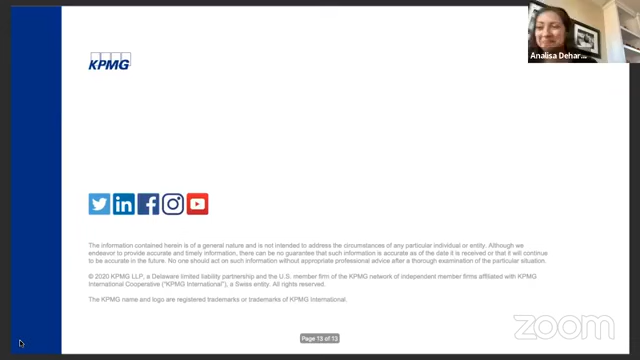 Analisa Dehar...
KPMG
The information contained herein is of a general nature and is not intended to address the circumstances of any particular individual or entity. Although we
endeavor to provide accurate and timely information, there can be no guarantee that such information is accurate as of the date it is received or that it will continue
to be accurate in the future. No one should act on such information without appropriate professional advice after a thorough examination of the particular situation.
© 2020 KPMG LLP, a Delaware limited liability partnership and the U.S. member firm of the KPMG network of independent member firms affiliated with KPMG
International Cooperative ("KPMG International"), a Swiss entity. All rights reserved.
The KPMG name and logo are registered trademarks or trademarks of KPMG International.
Page 13 of 13
zoom